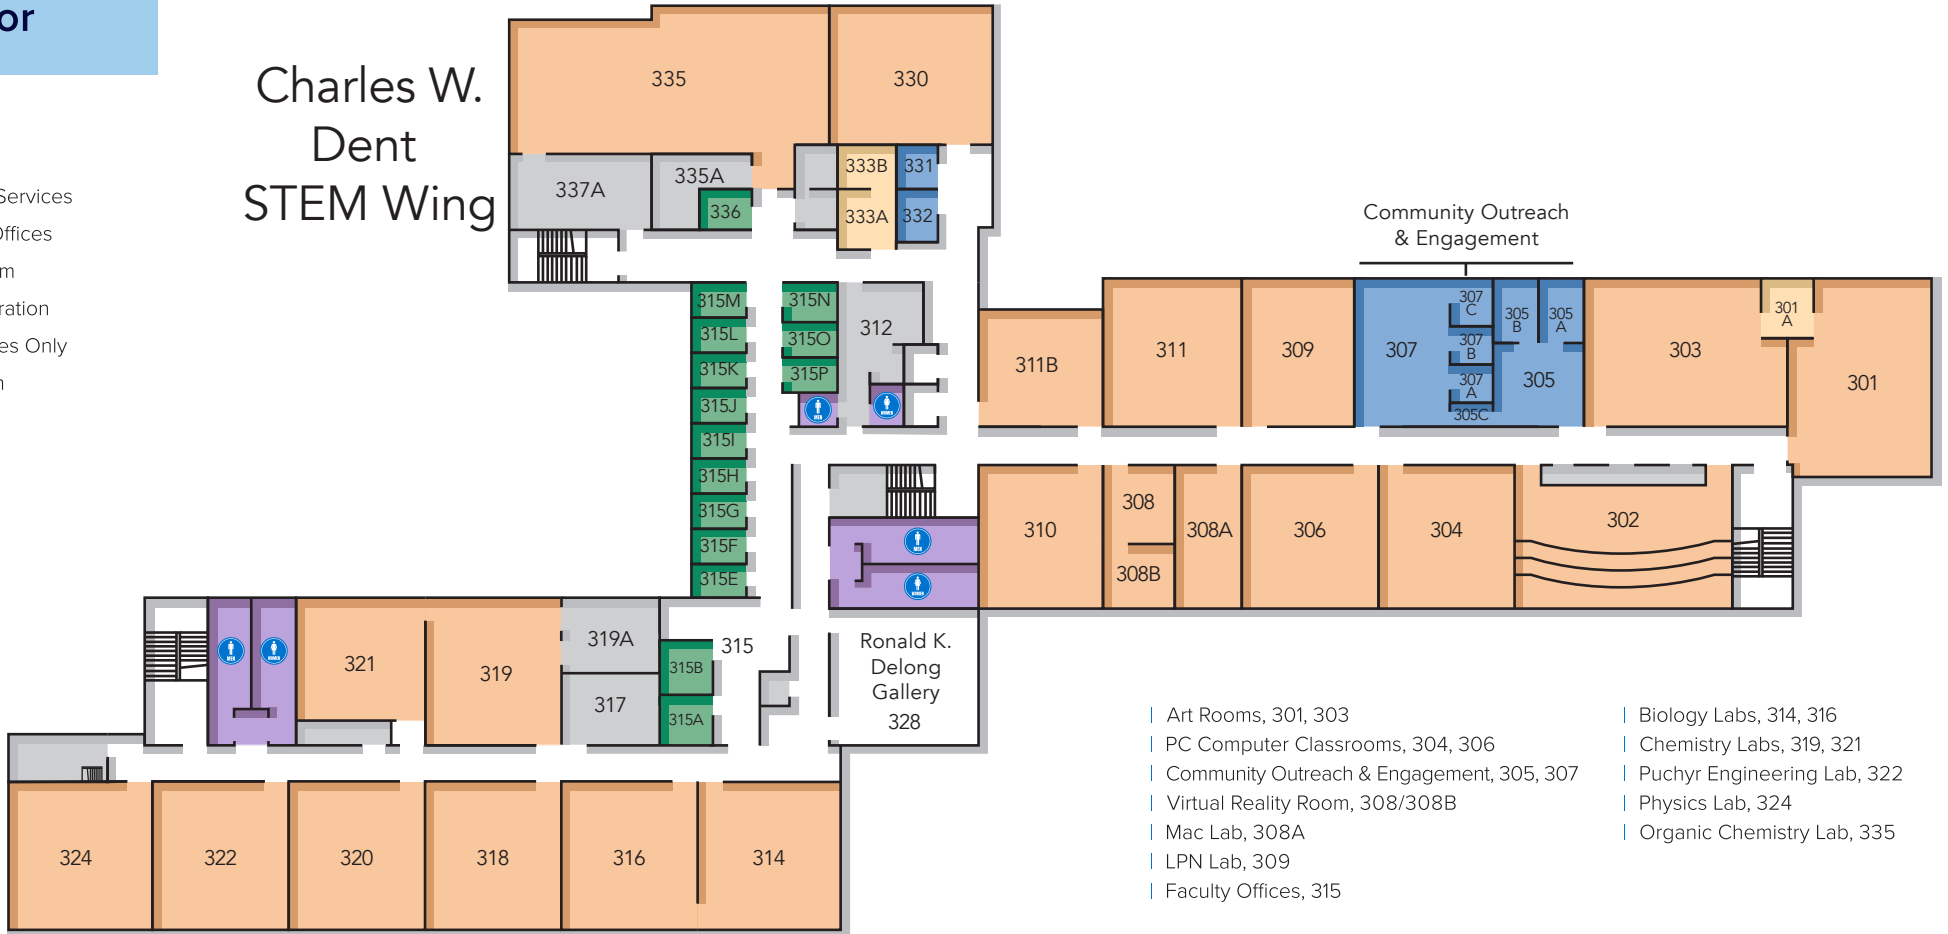 or
Charles W.
Dent
STEM Wing
Services
Offices
m
ration
es Only
n
335
330
337A
335A
336
333B
333A
331
332
Community Outreach
& Engagement
315M
315L
315K
315J
315I
315H
315G
315F
315E
315N
315O
315P
312
MEN
WOMEN
311B
311
309
307
307
C
307
B
307
A
305C
305
B
305
A
305
303
301
A
301
310
308
308B
308A
306
304
302
MEN
WOMEN
MEN
WOMEN
321
319
319A
317
315
315B
315A
Ronald K.
Delong
Gallery
328
324
322
320
318
316
314
Art Rooms, 301, 303
PC Computer Classrooms, 304, 306
Community Outreach & Engagement, 305, 307
Virtual Reality Room, 308/308B
Mac Lab, 308A
LPN Lab, 309
Faculty Offices, 315
Biology Labs, 314, 316
Chemistry Labs, 319, 321
Puchyr Engineering Lab, 322
Physics Lab, 324
Organic Chemistry Lab, 335